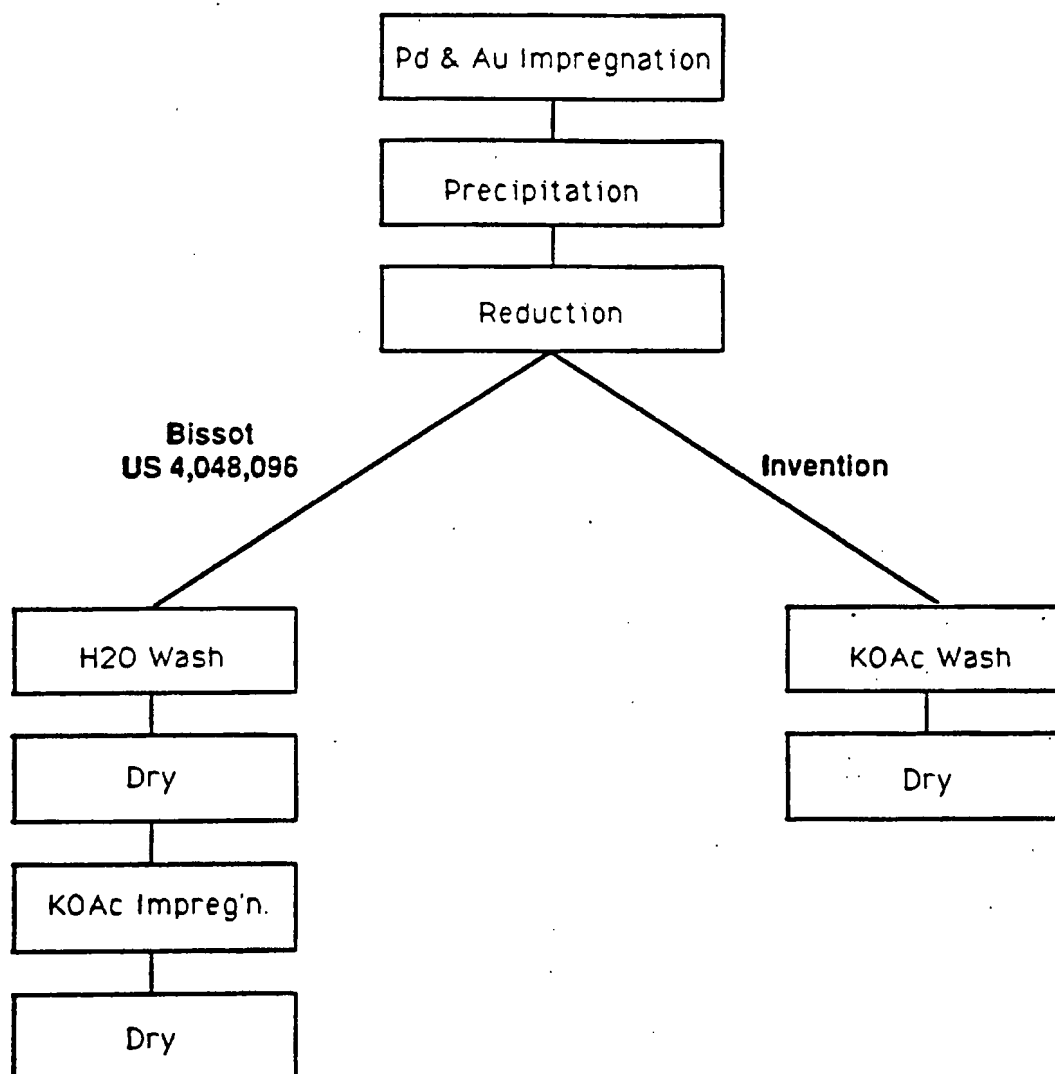 Pd & Au Impregnation
Precipitation
Reduction
Bissot
US 4,048,096
Invention
H2O Wash
Dry
KOAc Impreg'n.
Dry
KOAc Wash
Dry